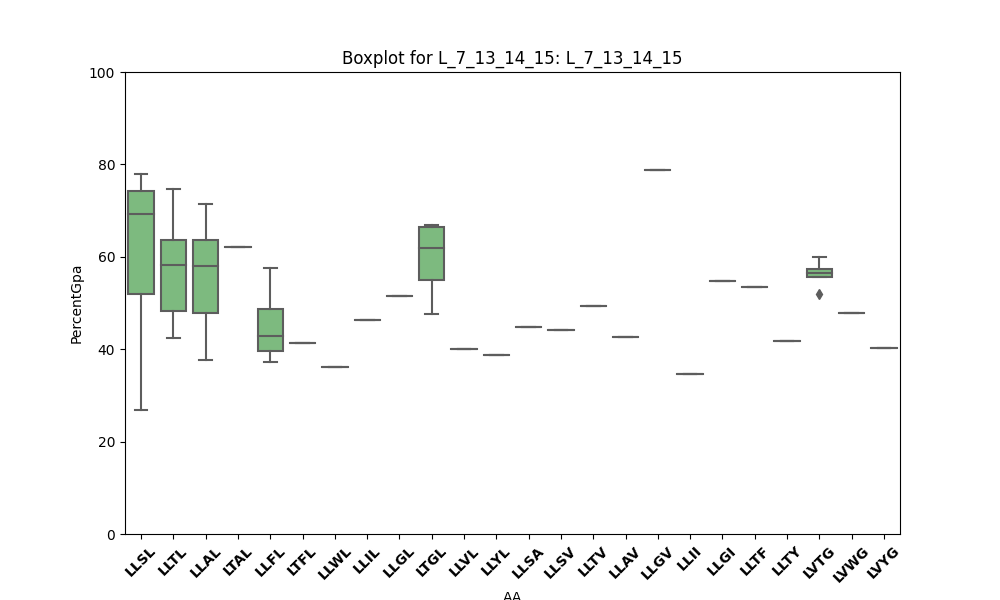 Boxplot for L_7_13_14_15: L_7_13_14_15
PercentGpa
100
80
60
40
20
0
LLSL LLTL LLAL LTAL LLFL LTFL LLWL LLIL LLGL LTGL LLVL LLYL LLSA LLSV LLTV LLAV LLGV LLII LLGI LLTF LLTY LVTG LVWG LVYG
AA